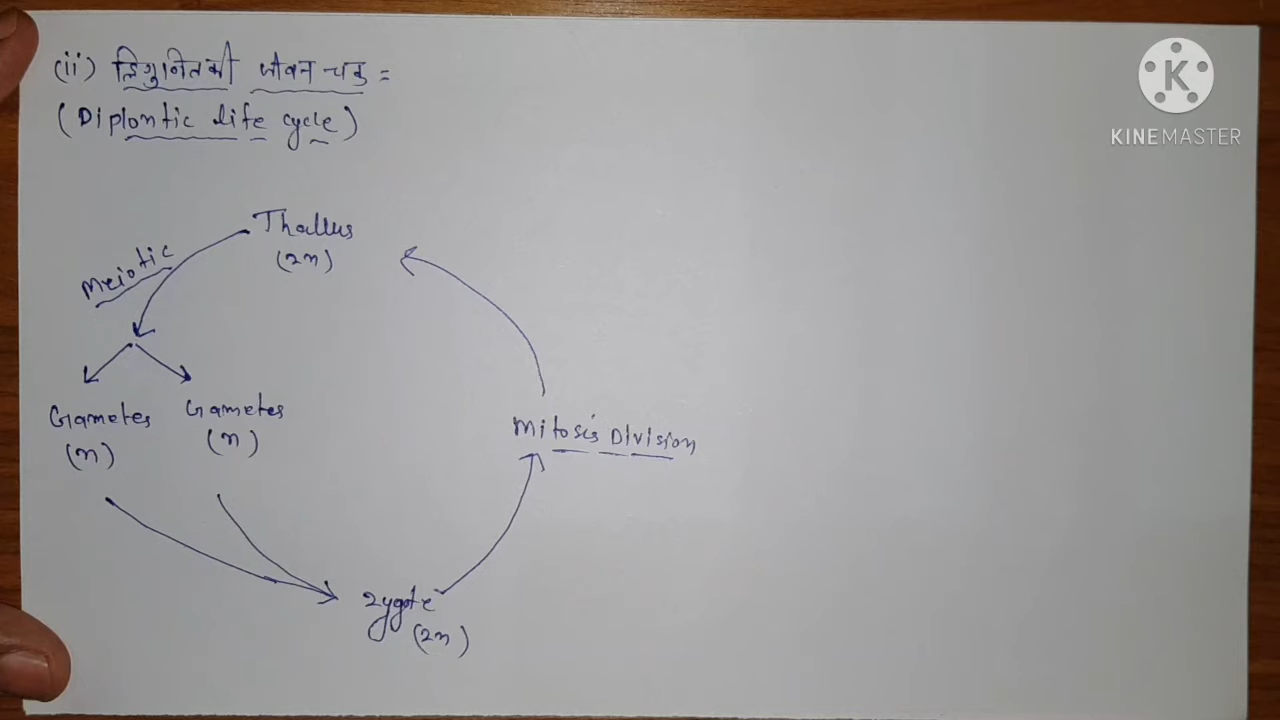 (ii) द्विगुनितकी जीवन चक्र =
(Diplontic life cycle)
Thallus
(2n)
Meiotic
Gametes
(n)
Gametes
(n)
Mitosis Division
Zygote
(2n)
KINEMASTER